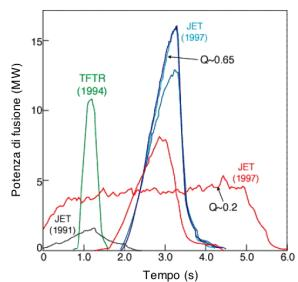 Potenza di fusione (MW)
15
10
5
0
TFTR
(1994)
JET
(1997)
Q~0.65
JET
(1997)
Q~0.2
JET
(1991)
0
1.0
2.0
3.0
4.0
5.0
6.0
Tempo (s)